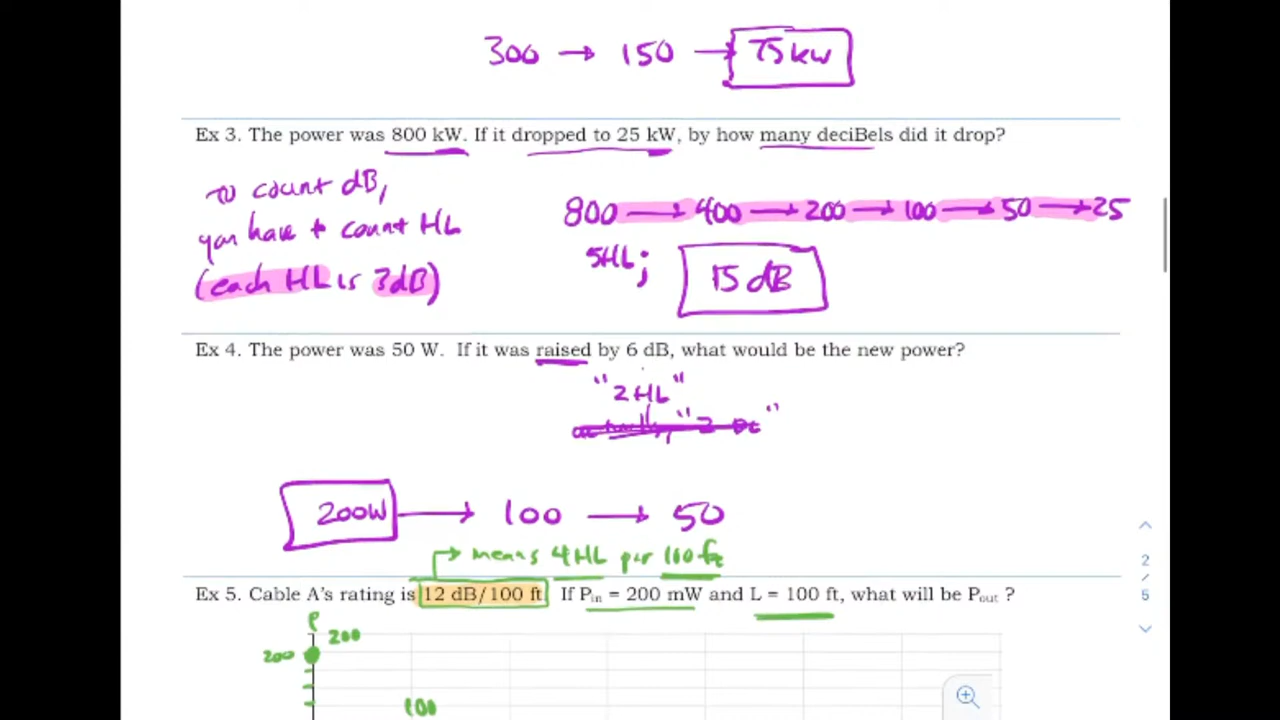 300 → 150 → 75 kW
Ex 3. The power was 800 kW. If it dropped to 25 kW, by how many deciBels did it drop?
to count dB,
you have to count HL
(each HL is 3dB)
800 → 400 → 200 → 100 → 50 → 25
5HL; 15 dB
Ex 4. The power was 50 W. If it was raised by 6 dB, what would be the new power?
"2 HL"
200W → 100 → 50
→ means 4HL per 100 ft
Ex 5. Cable A's rating is 12 dB/100 ft. If Pin = 200 mW and L = 100 ft, what will be Pout ?
P
200
200
100
2
/
5